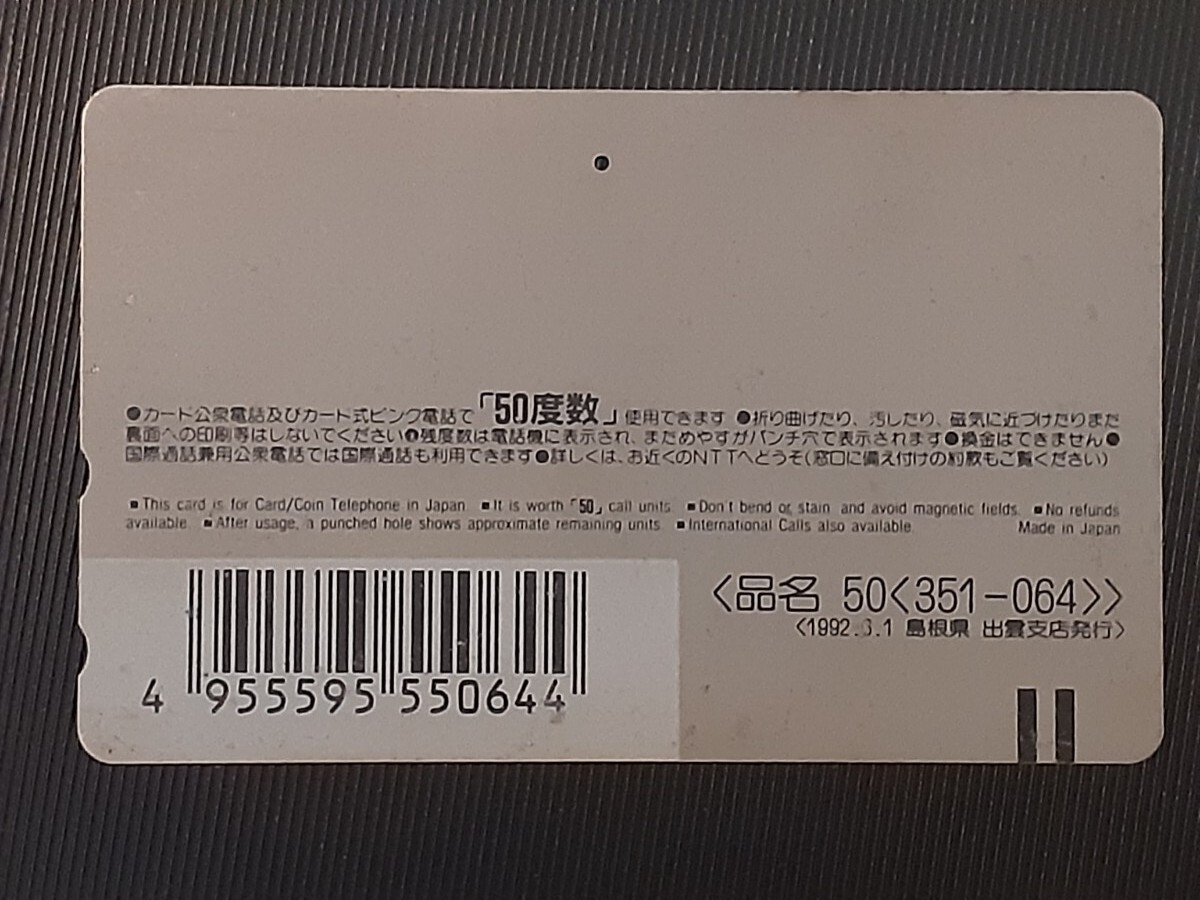 ●カード公衆電話及びカード式ピンク電話で「50度数」使用できます ●折り曲げたり、汚したり、磁気に近づけたりまた
裏面への印刷等はしないでください●残度数は電話機に表示され、まためやすがパンチ穴で表示されます●換金はできません●
国際通話兼用公衆電話では国際通話も利用できます●詳しくは、お近くのNTTへどうそ(窓口に備え付けの約款もご覧ください)
■This card is for Card/Coin Telephone in Japan. ■It is worth「50」call units. ■Don't bend or stain and avoid magnetic fields. ■No refunds
available. ■After usage, a punched hole shows approximate remaining units. ■International Calls also available. Made in Japan
〈品名 50〈351-064〉〉
〈1992. .1 島根県 出雲支店発行〉
4 955595 550644